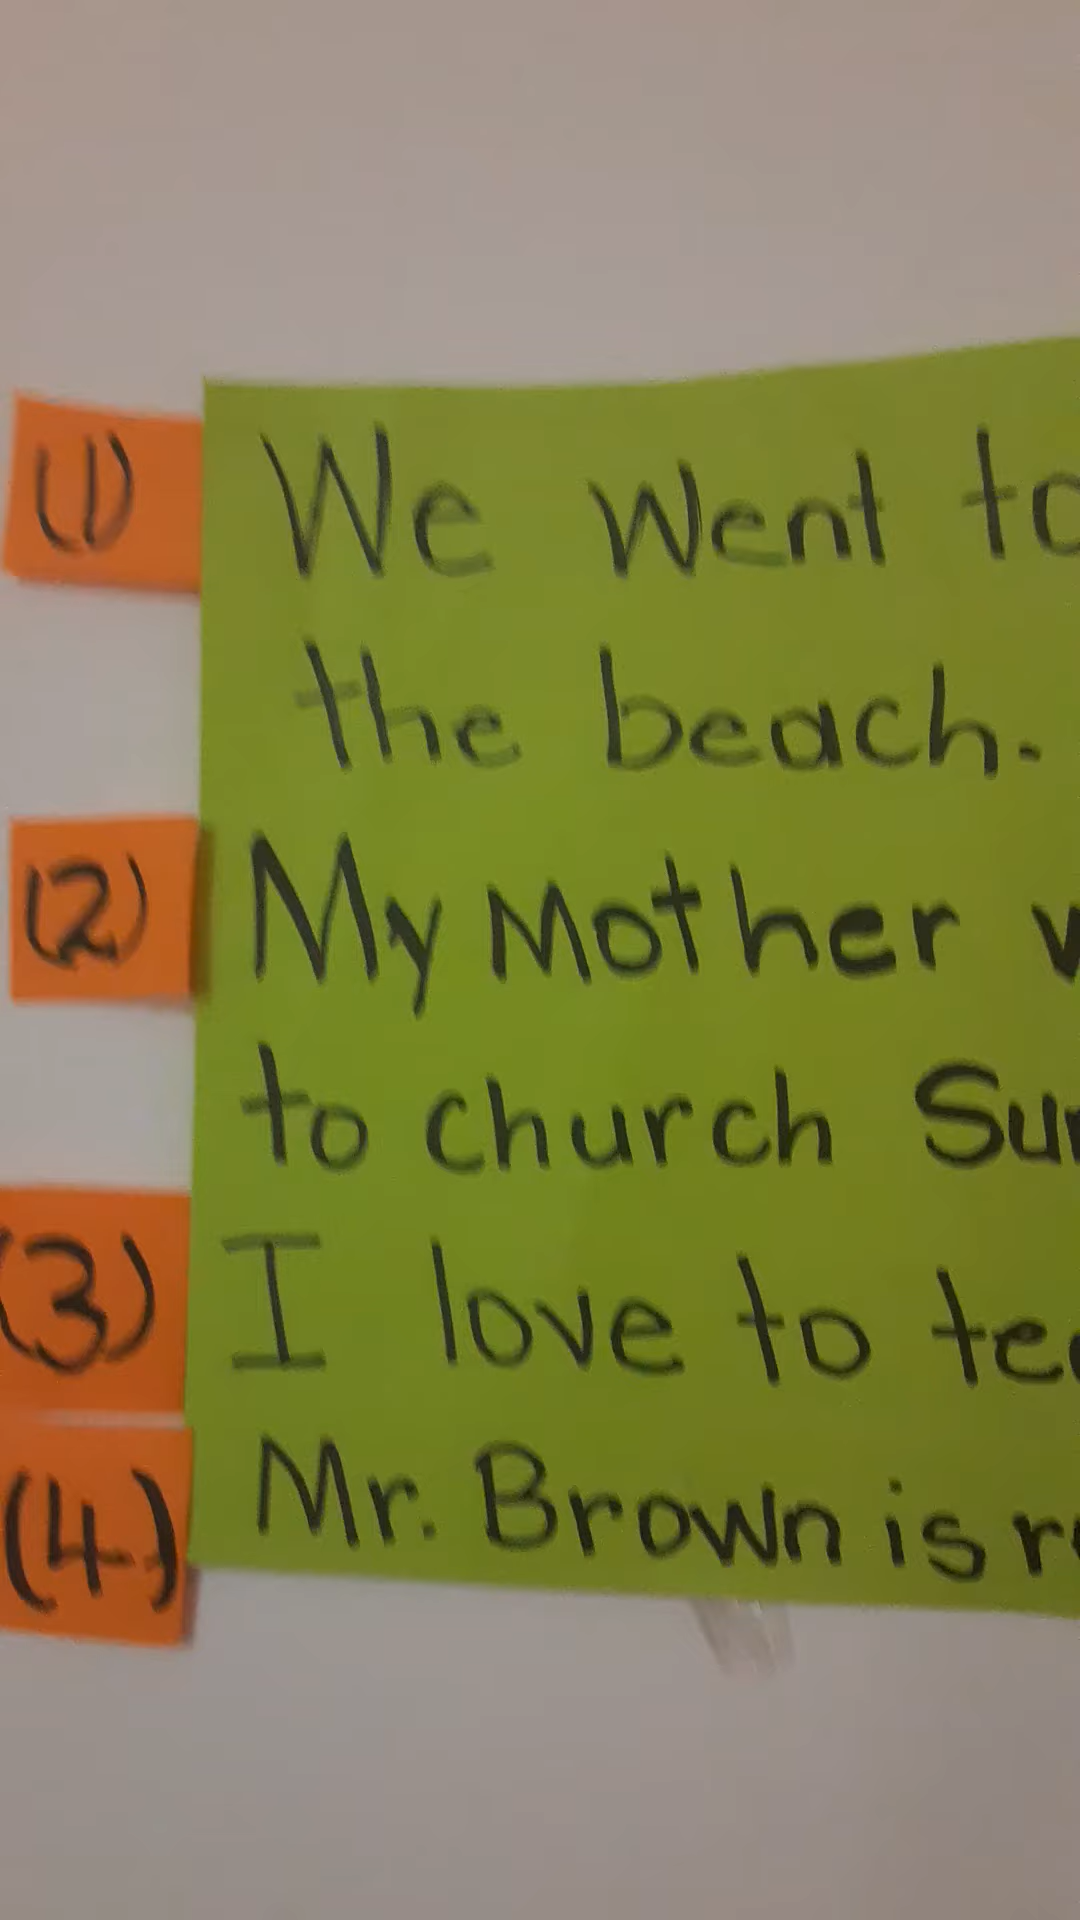 (1) We went to
the beach.
(2) My Mother
to church
(3) I love to
(4) Mr. Brown is